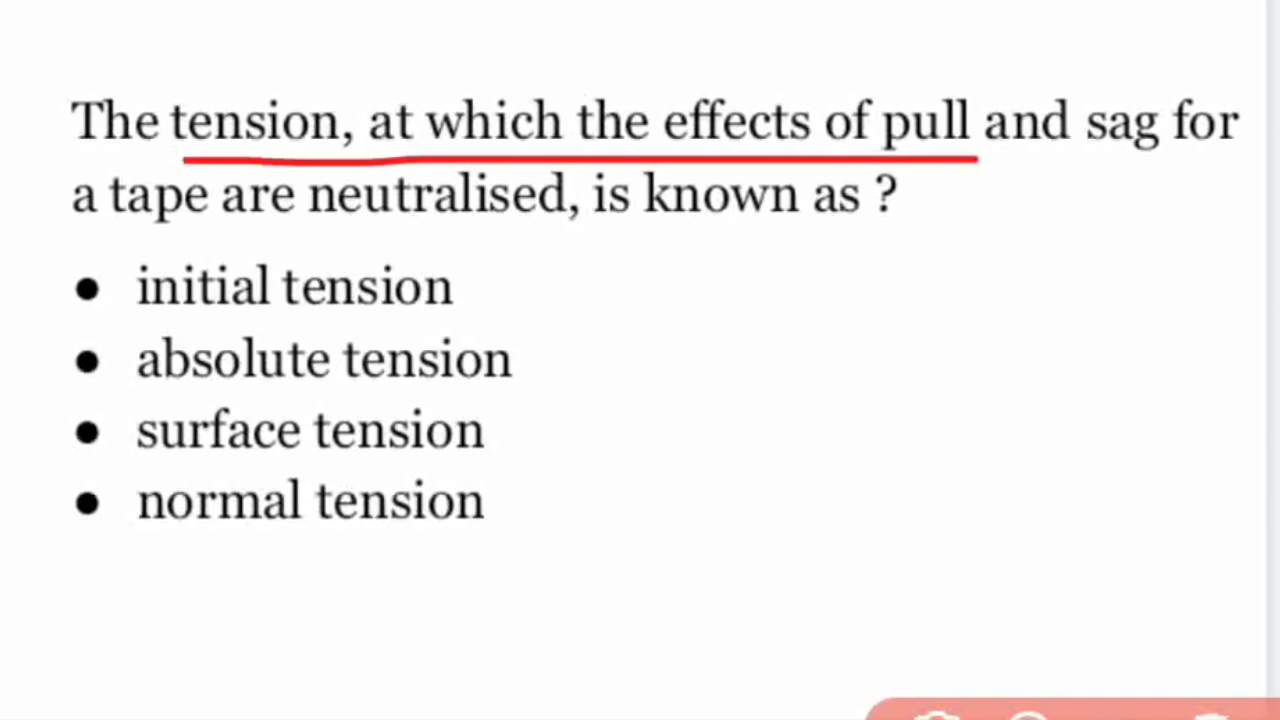 The tension, at which the effects of pull and sag for
a tape are neutralised, is known as ?
● initial tension
● absolute tension
● surface tension
● normal tension